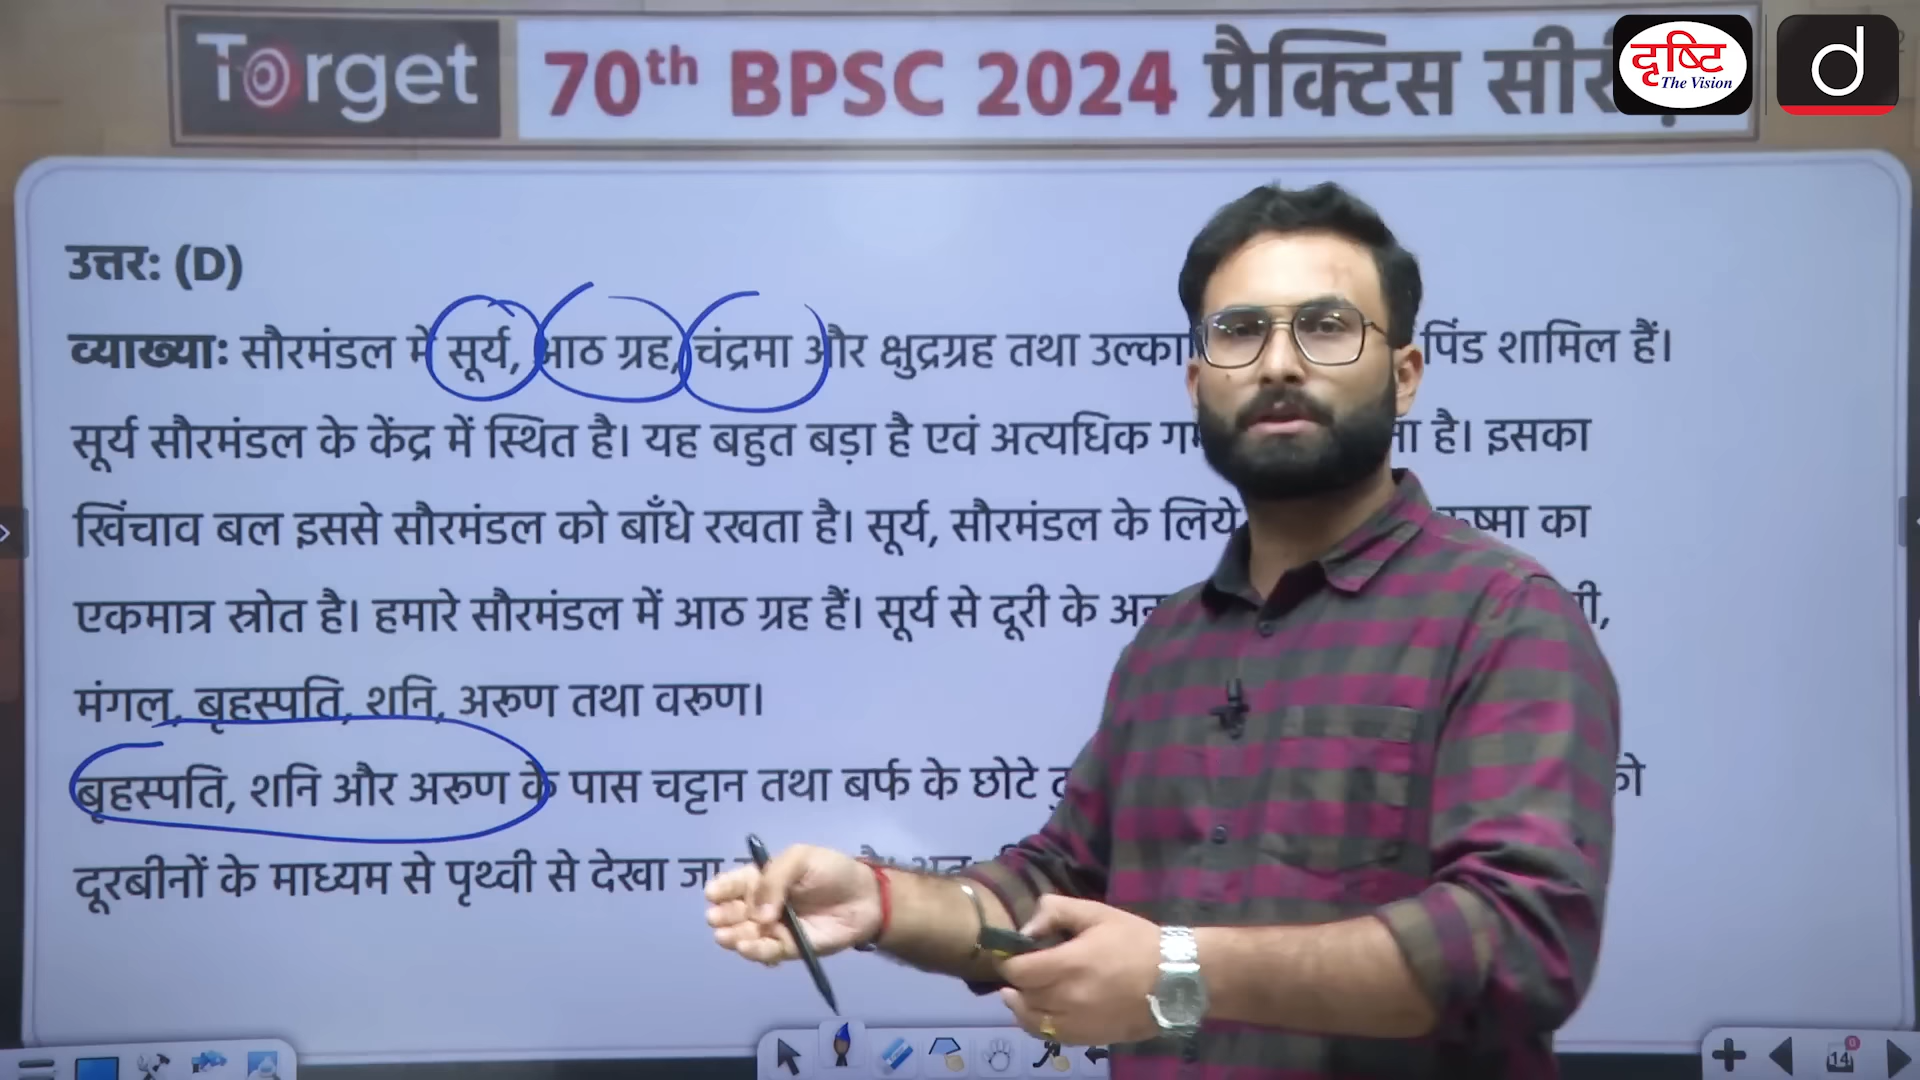 Target
70th BPSC 2024 प्रैक्टिस
दृष्टि
The Vision
d
उत्तर: (D)
व्याख्या: सौरमंडल में सूर्य, आठ ग्रह, चंद्रमा और क्षुद्रग्रह तथा उल्का पिंड शामिल हैं।
सूर्य सौरमंडल के केंद्र में स्थित है। यह बहुत बड़ा है एवं अत्यधिक है। इसका
खिंचाव बल इससे सौरमंडल को बाँधे रखता है। सूर्य, सौरमंडल के लिये का
एकमात्र स्रोत है। हमारे सौरमंडल में आठ ग्रह हैं। सूर्य से दूरी के
मंगल, बृहस्पति, शनि, अरूण तथा वरूण।
बृहस्पति, शनि और अरूण के पास चट्टान तथा बर्फ के छोटे
दूरबीनों के माध्यम से पृथ्वी से देखा
14